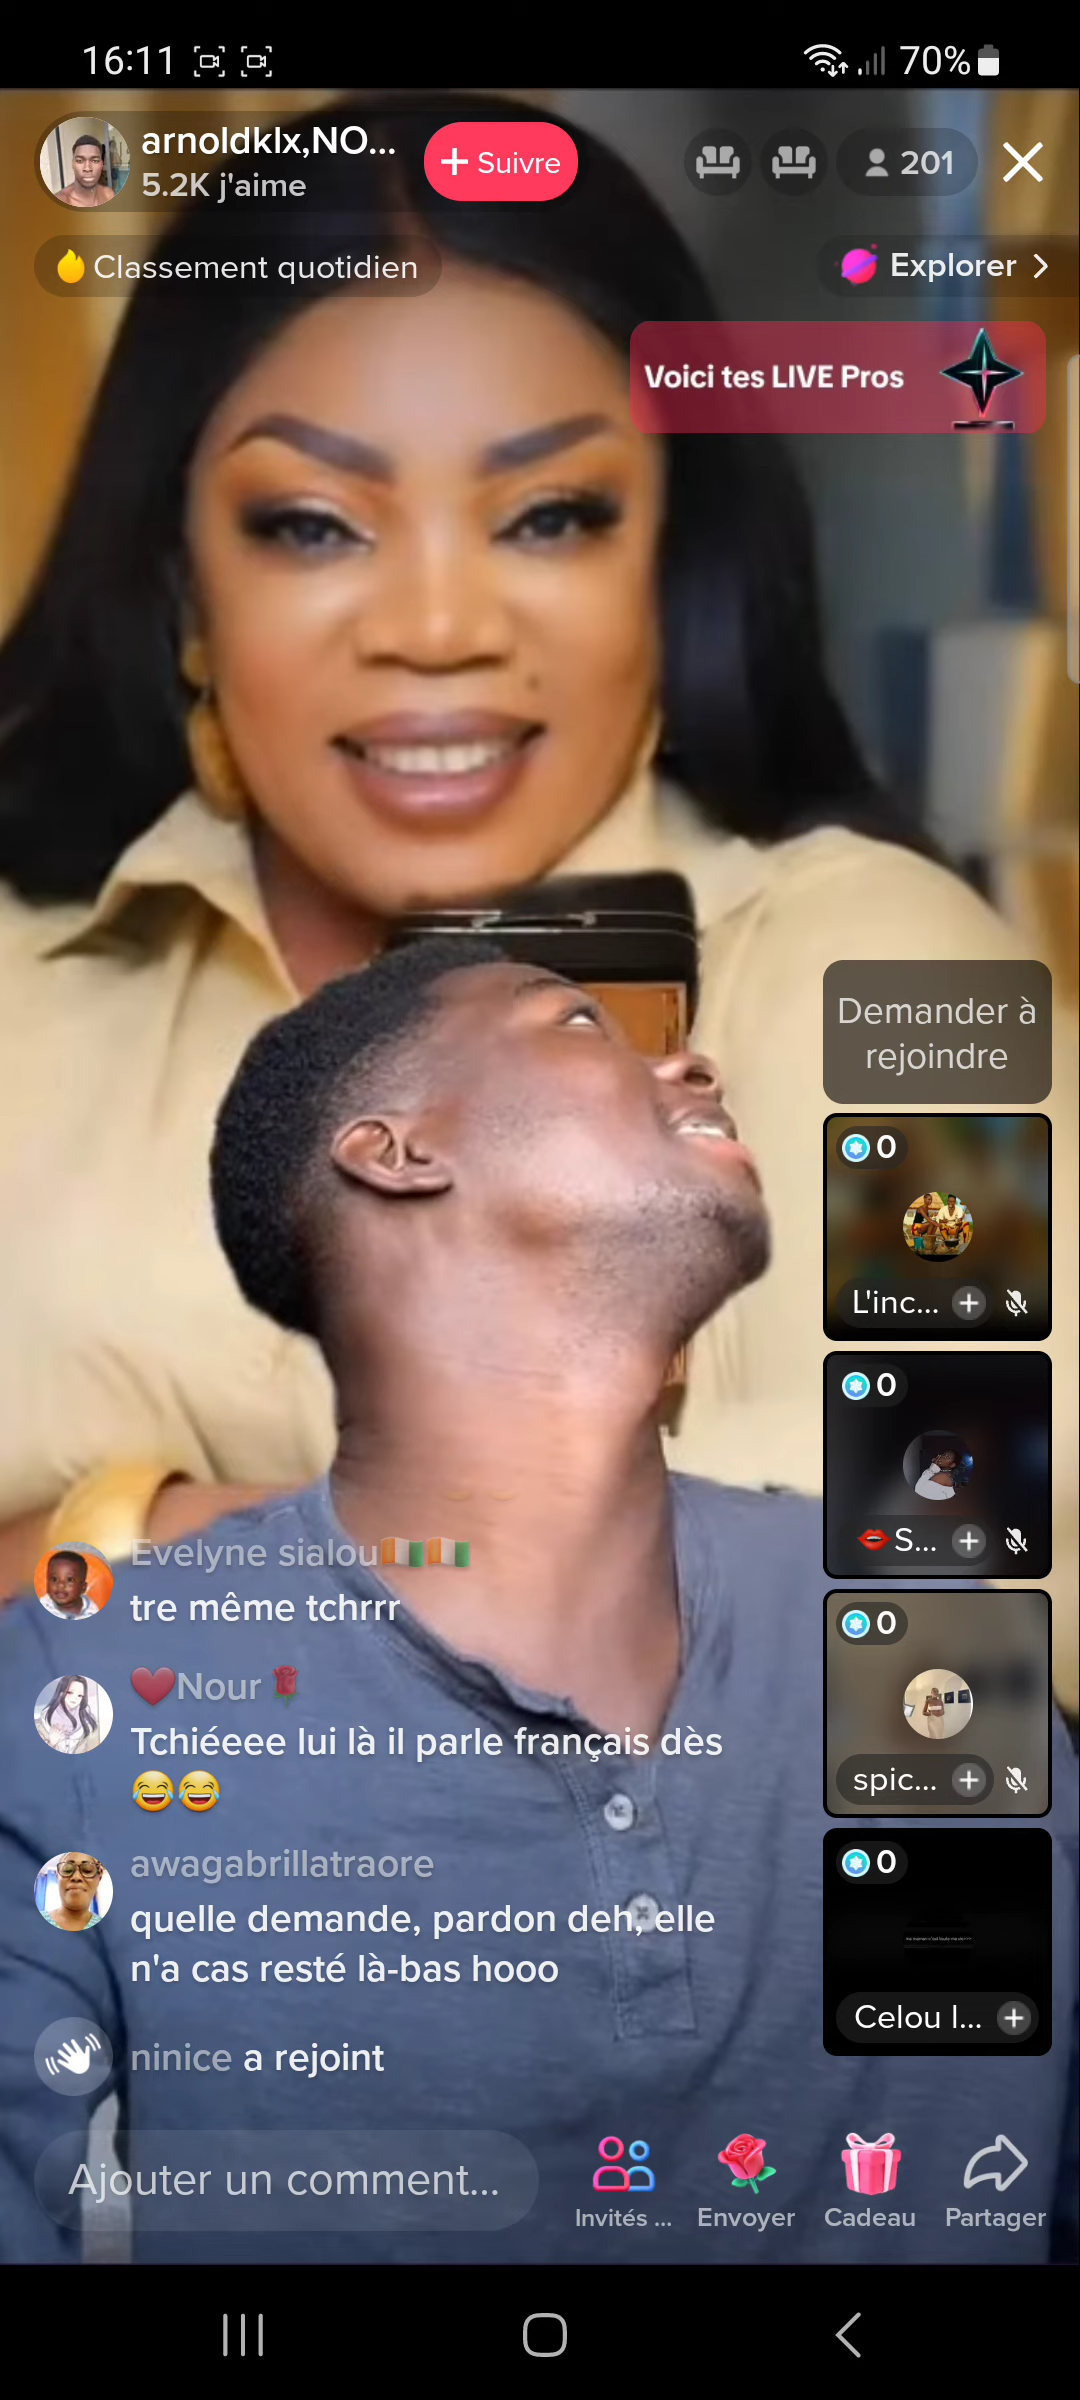 16:11
70%
arnoldklx,NO...
5.2K j'aime
+ Suivre
201
Classement quotidien
Explorer >
Voici tes LIVE Pros
Demander à
rejoindre
0
L'inc... +
0
👄S... +
0
spic... +
0
Celou l... +
Evelyne sialou🇨🇮🇨🇮
tre même tchrrr
❤️Nour🌹
Tchiéeee lui là il parle français dès
😂😂
awagabrillatraore
quelle demande, pardon deh, elle
n'a cas resté là-bas hooo
ninice a rejoint
Ajouter un comment...
Invités ...
Envoyer
Cadeau
Partager